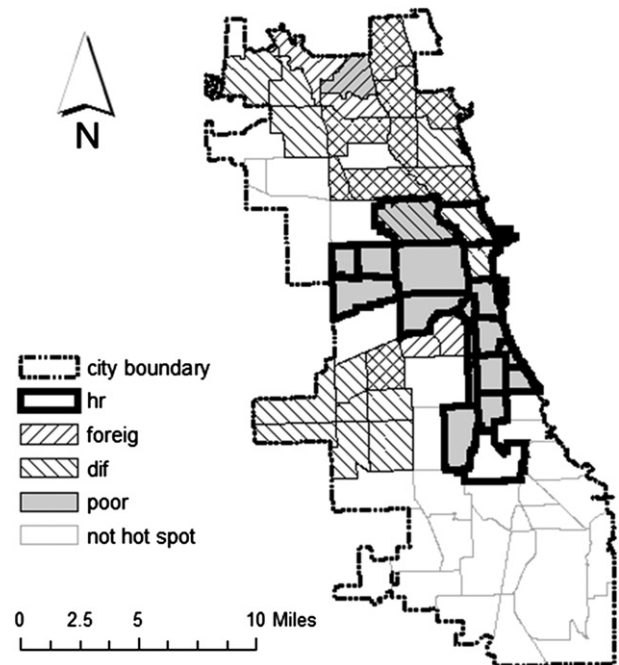 N
city boundary
hr
foreig
dif
poor
not hot spot
0 2.5 5 10 Miles